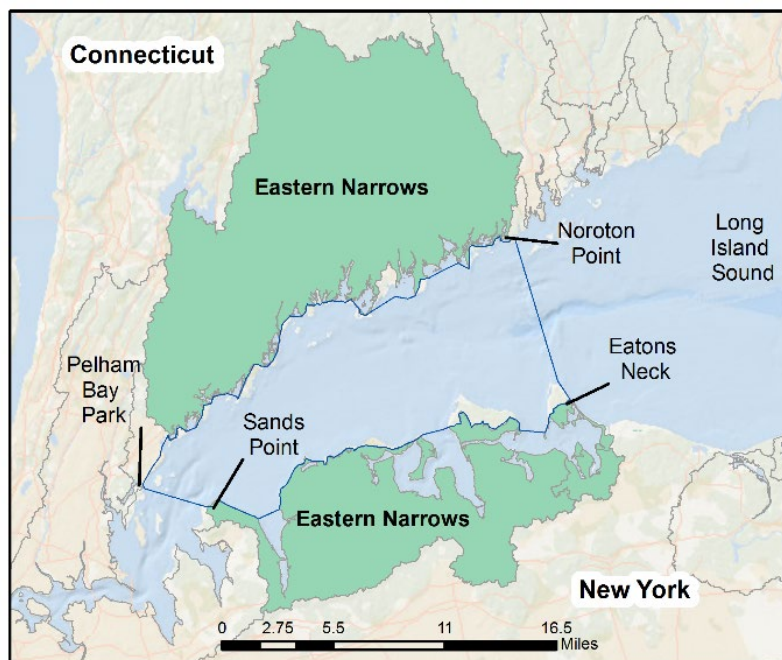 Connecticut
Eastern Narrows
Noroton
Point
Long
Island
Sound
Eatons
Neck
Pelham
Bay
Park
Sands
Point
Eastern Narrows
New York
0 2.75 5.5 11 16.5
Miles